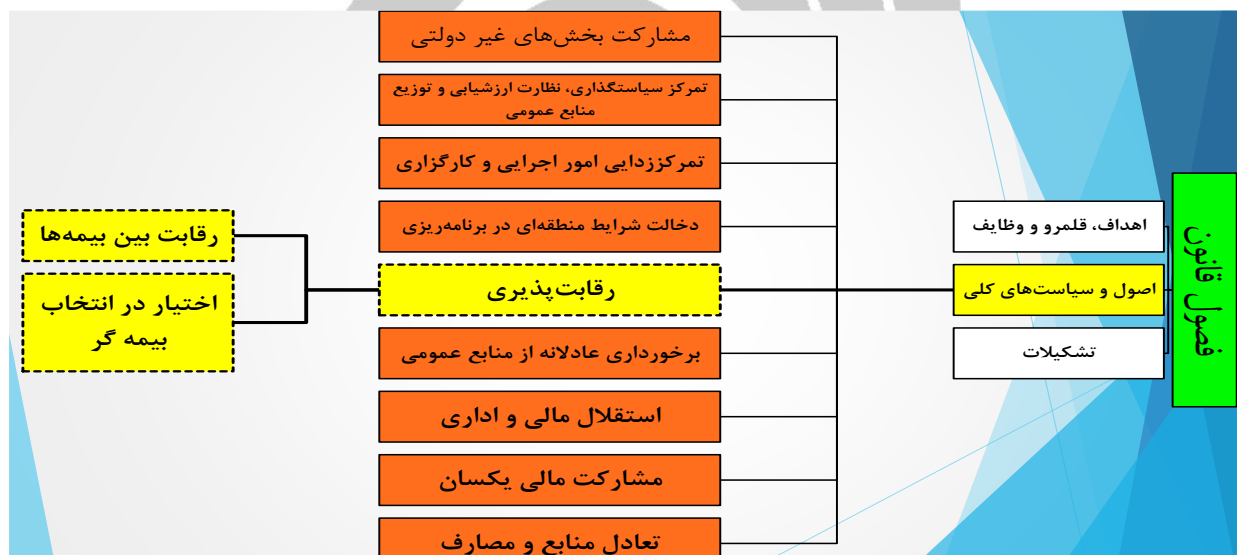 فصول قانون
اهداف، قلمرو و وظایف
اصول و سیاست‌های کلی
تشکیلات
مشارکت بخش‌های غیر دولتی
تمرکز سیاستگذاری، نظارت ارزشیابی و توزیع
منابع عمومی
تمرکززدایی امور اجرایی و کارگزاری
دخالت شرایط منطقه‌ای در برنامه‌ریزی
رقابت‌پذیری
برخورداری عادلانه از منابع عمومی
استقلال مالی و اداری
مشارکت مالی یکسان
تعادل منابع و مصارف
رقابت بین بیمه‌ها
اختیار در انتخاب
بیمه گر